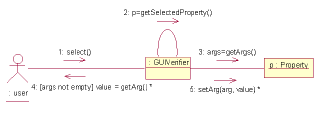 2: p=getSelectedProperty()
1: select()
: GUIVerifier
3: args=getArgs()
p : Property
4: [args not empty] value = getArg() *
5: setArg(arg, value) *
: user